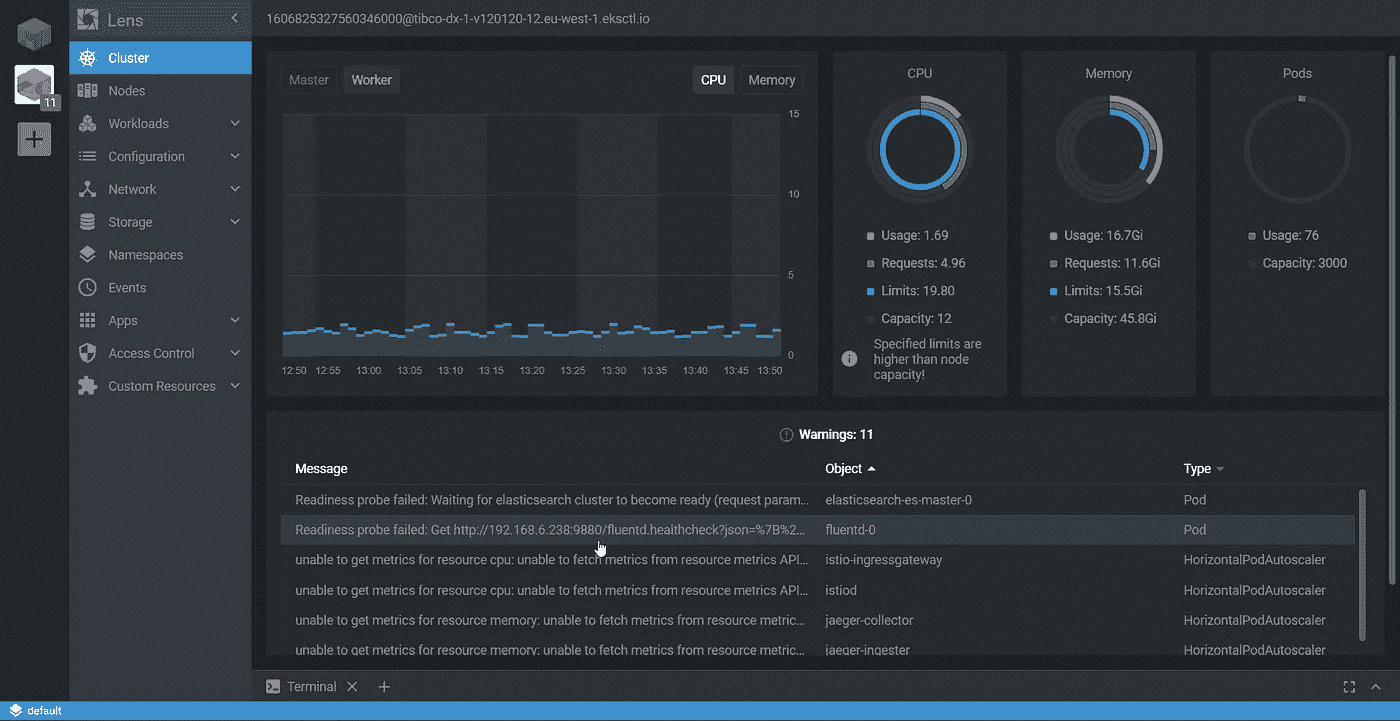 Lens
1606825327560346000@tibco-dx-1-v120120-12.eu-west-1.eksctl.io
11
Cluster
Nodes
Workloads
Configuration
Network
Storage
Namespaces
Events
Apps
Access Control
Custom Resources
Master Worker CPU Memory
15
10
5
0
12:50 12:55 13:00 13:05 13:10 13:15 13:20 13:25 13:30 13:35 13:40 13:45 13:50
CPU
Usage: 1.69
Requests: 4.96
Limits: 19.80
Capacity: 12
Specified limits are
higher than node
capacity!
Memory
Usage: 16.7Gi
Requests: 11.6Gi
Limits: 15.5Gi
Capacity: 45.8Gi
Pods
Usage: 76
Capacity: 3000
Warnings: 11
Message Object Type
Readiness probe failed: Waiting for elasticsearch cluster to become ready (request param... elasticsearch-es-master-0 Pod
Readiness probe failed: Get http://192.168.6.238:9880/fluentd.healthcheck?json=%7B%2... fluentd-0 Pod
unable to get metrics for resource cpu: unable to fetch metrics from resource metrics API... istio-ingressgateway HorizontalPodAutoscaler
unable to get metrics for resource cpu: unable to fetch metrics from resource metrics API... istiod HorizontalPodAutoscaler
unable to get metrics for resource memory: unable to fetch metrics from resource metric... jaeger-collector HorizontalPodAutoscaler
unable to get metrics for resource memory: unable to fetch metrics from resource metric... jaeger-ingester HorizontalPodAutoscaler
Terminal
default